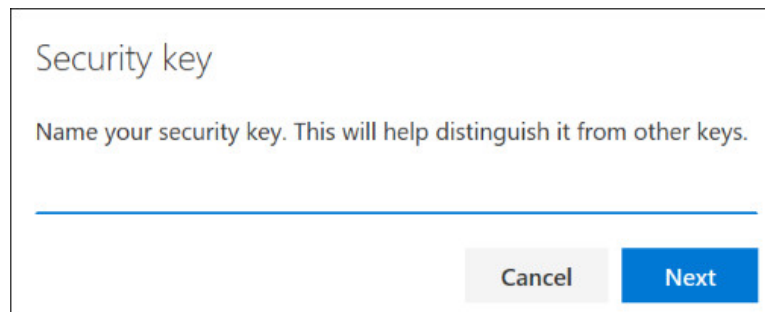 Security key
Name your security key. This will help distinguish it from other keys.
Cancel Next